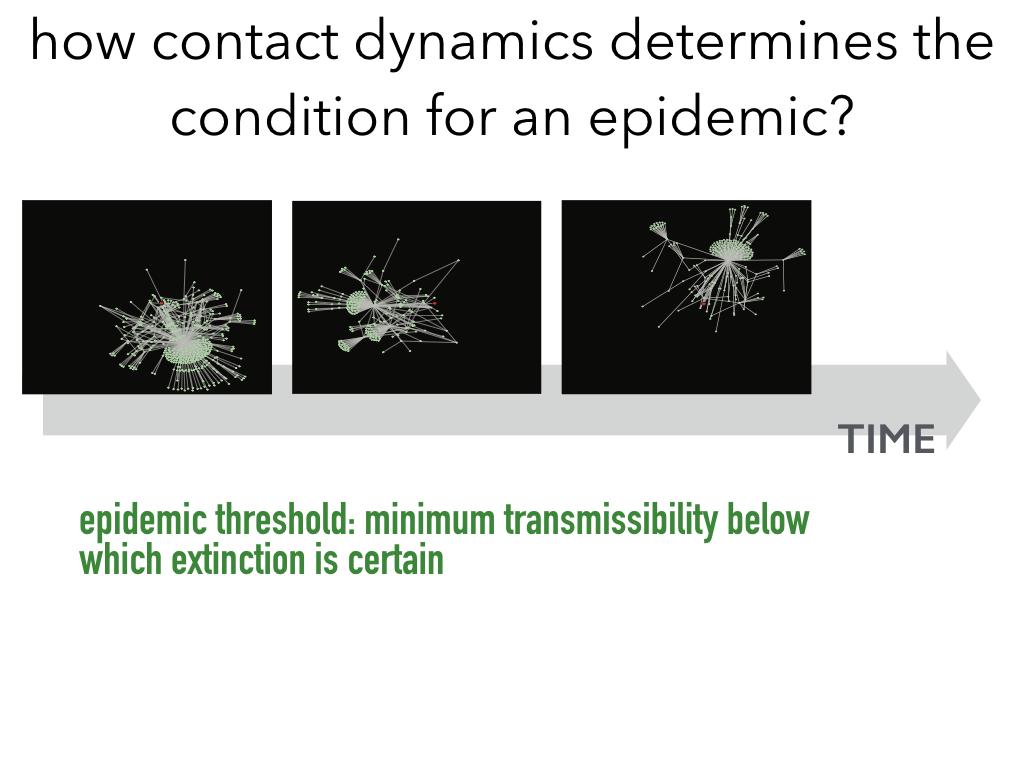 how contact dynamics determines the
condition for an epidemic?
TIME
epidemic threshold: minimum transmissibility below
which extinction is certain